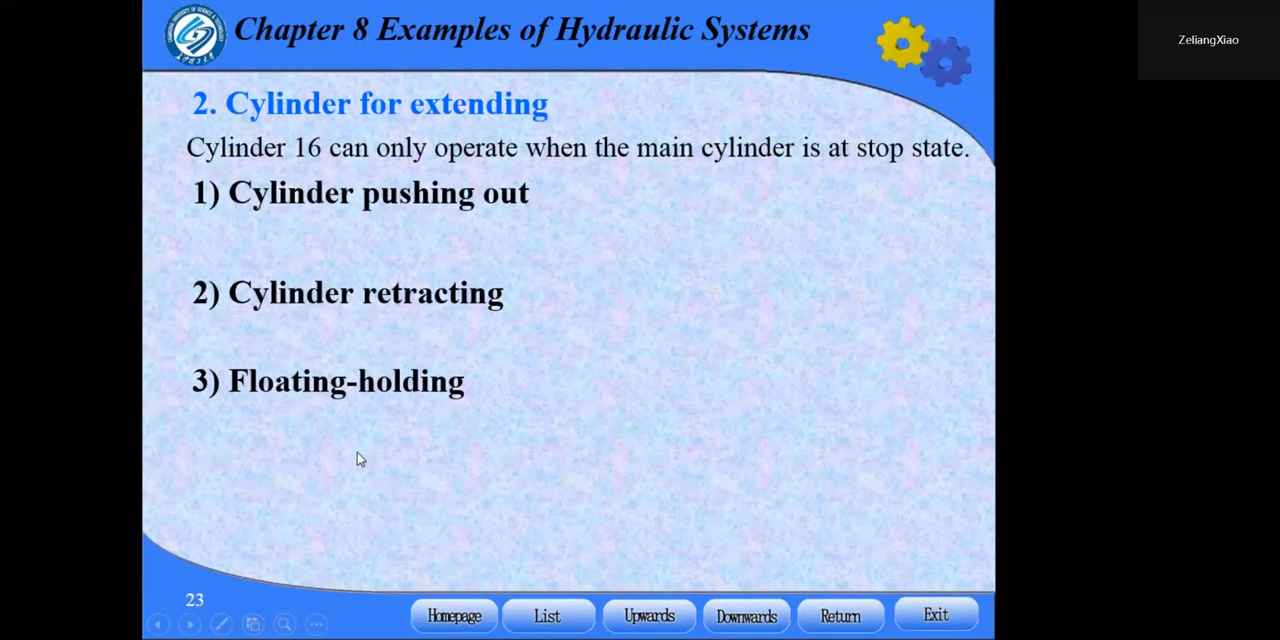 Chapter 8 Examples of Hydraulic Systems
ZeliangXiao
2. Cylinder for extending
Cylinder 16 can only operate when the main cylinder is at stop state.
1) Cylinder pushing out
2) Cylinder retracting
3) Floating-holding
23
Homepage
List
Upwards
Downwards
Return
Exit